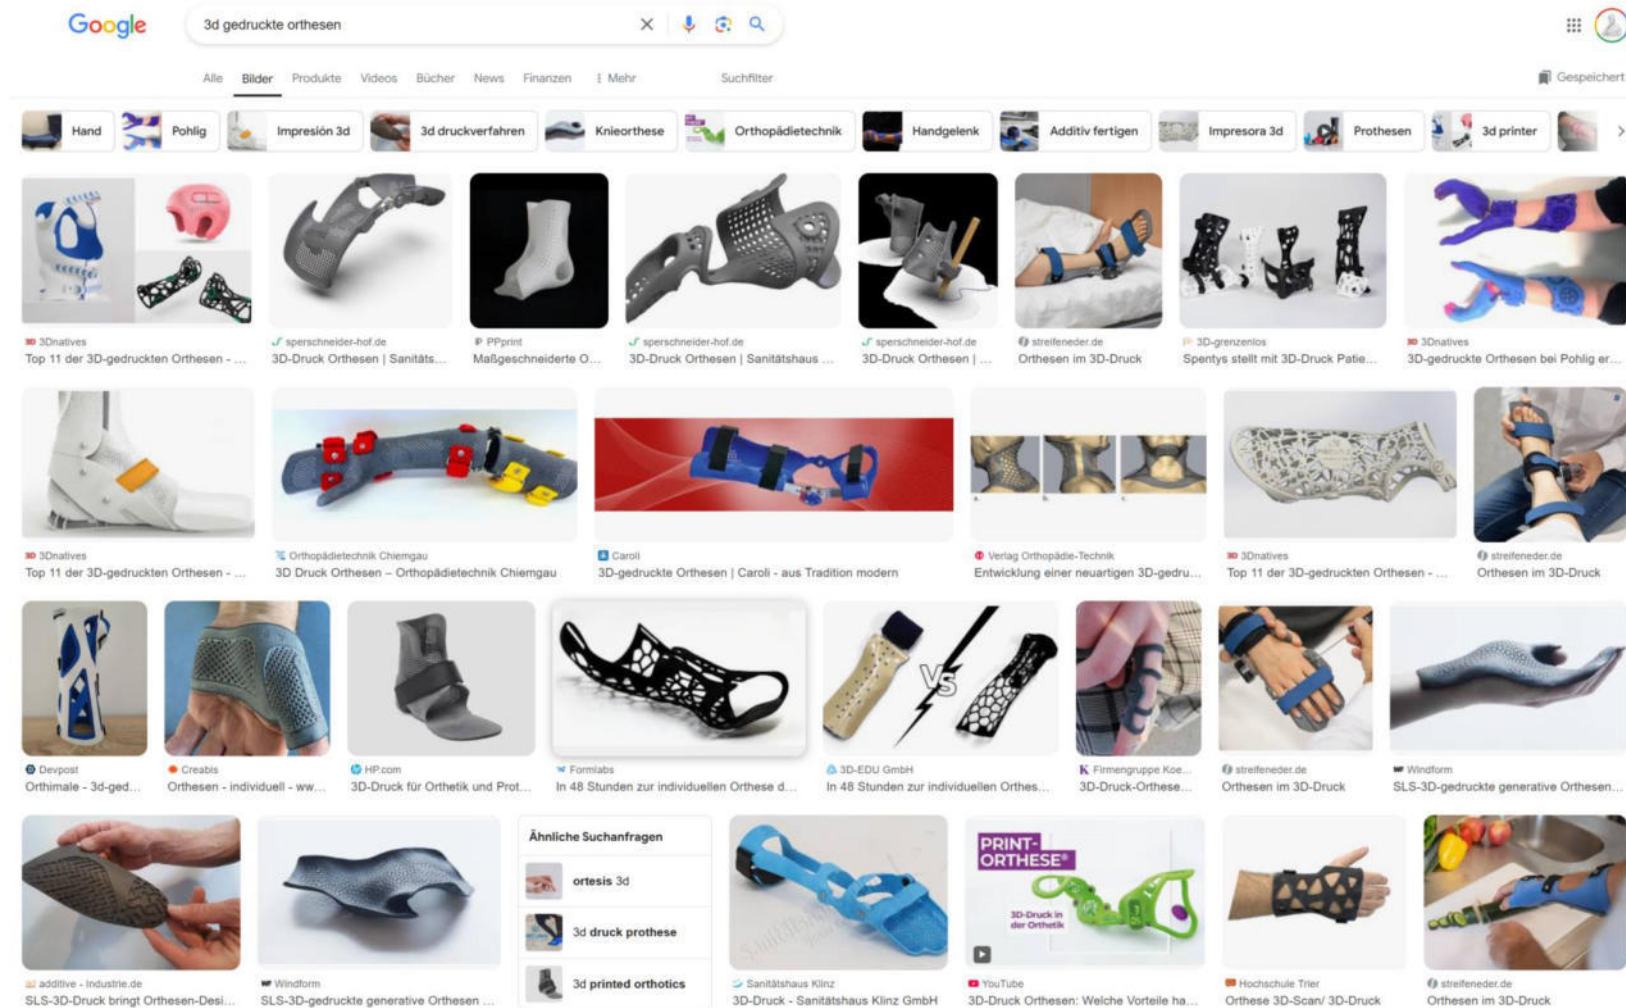 Google
3d gedruckte orthesen
Alle Bilder Produkte Videos Bücher News Finanzen Mehr Suchfilter
Gespeichert
Hand Pohlig Impresión 3d 3d druckverfahren Knieorthese Orthopädietechnik Handgelenk Additiv fertigen Impresora 3d Prothesen 3d printer
3Dnatives
Top 11 der 3D-gedruckten Orthesen - ...
sperschneider-hof.de
3D-Druck Orthesen | Sanitäts...
PPprint
Maßgeschneiderte O...
sperschneider-hof.de
3D-Druck Orthesen | Sanitätshaus ...
sperschneider-hof.de
3D-Druck Orthesen | ...
streifeneder.de
Orthesen im 3D-Druck
3D-grenzenlos
Spentys stellt mit 3D-Druck Patie...
3Dnatives
3D-gedruckte Orthesen bei Pohlig er...
3Dnatives
Top 11 der 3D-gedruckten Orthesen - ...
Orthopädietechnik Chiemgau
3D Druck Orthesen – Orthopädietechnik Chiemgau
Caroli
3D-gedruckte Orthesen | Caroli - aus Tradition modern
a. b. c.
Verlag Orthopädie-Technik
Entwicklung einer neuartigen 3D-gedru...
3Dnatives
Top 11 der 3D-gedruckten Orthesen - ...
streifeneder.de
Orthesen im 3D-Druck
Devpost
Orthimale - 3d-ged...
Creabis
Orthesen - individuell - ww...
HP.com
3D-Druck für Orthetik und Prot...
Formlabs
In 48 Stunden zur individuellen Orthese d...
VS
3D-EDU GmbH
In 48 Stunden zur individuellen Orthes...
Firmengruppe Koe...
3D-Druck-Orthese...
streifeneder.de
Orthesen im 3D-Druck
Windform
SLS-3D-gedruckte generative Orthesen...
additive - Industrie.de
SLS-3D-Druck bringt Orthesen-Desi...
Windform
SLS-3D-gedruckte generative Orthesen ...
Ähnliche Suchanfragen
ortesis 3d
3d druck prothese
3d printed orthotics
Sanitätshaus Klinz
3D-Druck - Sanitätshaus Klinz GmbH
PRINT-
ORTHESE®
3D-Druck in
der Orthetik
YouTube
3D-Druck Orthesen: Welche Vorteile ha...
Hochschule Trier
Orthese 3D-Scan/ 3D-Druck
streifeneder.de
Orthesen im 3D-Druck